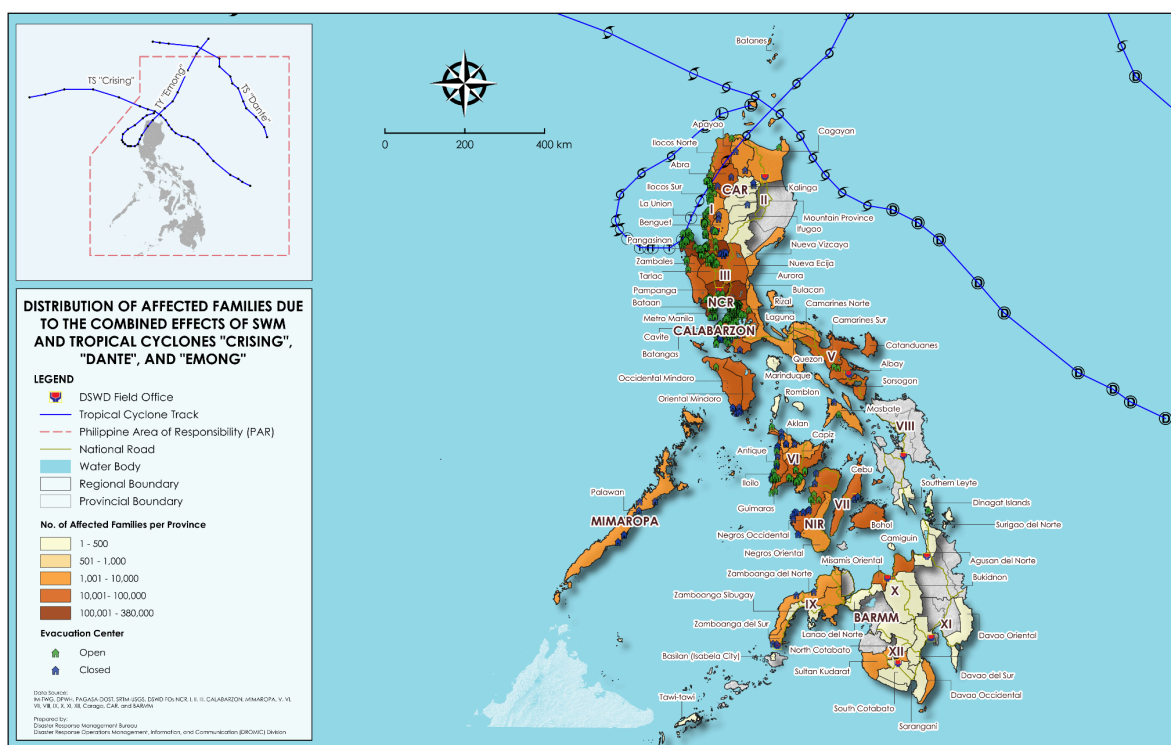 TS "Crising"
TY "Emong"
TS "Dante"
DISTRIBUTION OF AFFECTED FAMILIES DUE
TO THE COMBINED EFFECTS OF SWM
AND TROPICAL CYCLONES "CRISING",
"DANTE", AND "EMONG"
LEGEND
DSWD Field Office
Tropical Cyclone Track
Philippine Area of Responsibility (PAR)
National Road
Water Body
Regional Boundary
Provincial Boundary
No. of Affected Families per Province
1 - 500
501 - 1,000
1,001 - 10,000
10,001- 100,000
100,001 - 380,000
Evacuation Center
Open
Closed
Data Source:
Prepared by:
Disaster Response Management Bureau
Disaster Response Operations Management, Information, and Communication (DROMIC) Division
0
200
400 km
Batanes
Apayao
Cagayan
Ilocos Norte
Abra
Ilocos Sur
CAR
Kalinga
La Union
I
II
Mountain Province
Benguet
Ifugao
Pangasinan
Nueva Vizcaya
Zambales
Nueva Ecija
Tarlac
III
Aurora
Pampanga
Bulacan
Bataan
NCR
Rizal
Camarines Norte
Metro Manila
Laguna
Camarines Sur
CALABARZON
Cavite
Catanduanes
Batangas
Quezon
V
Albay
Marinduque
Occidental Mindoro
Sorsogon
Romblon
Oriental Mindoro
Masbate
Aklan
VIII
Capiz
Antique
VI
Cebu
Iloilo
Southern Leyte
Palawan
Dinagat Islands
Guimaras
VII
MIMAROPA
NIR
Surigao del Norte
Bohol
Negros Occidental
Camiguin
Negros Oriental
Misamis Oriental
Agusan del Norte
Zamboanga del Norte
Bukidnon
X
Zamboanga Sibugay
IX
BARMM
XI
Zamboanga del Sur
Lanao del Norte
Davao Oriental
North Cotabato
Basilan (Isabela City)
XII
Sultan Kudarat
Davao del Sur
Tawi-tawi
Davao Occidental
South Cotabato
Sarangani